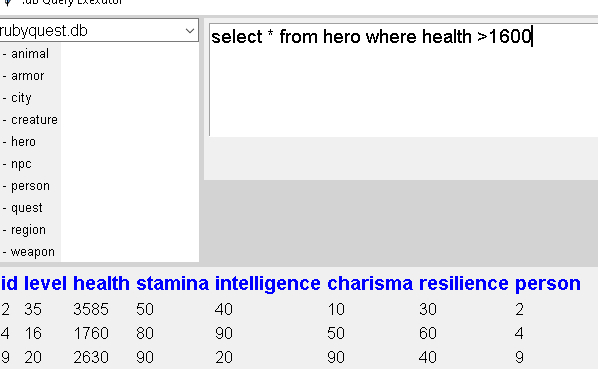 .db Query Exexutor
rubyquest.db
select * from hero where health >1600
- animal
- armor
- city
- creature
- hero
- npc
- person
- quest
- region
- weapon
id level health stamina intelligence charisma resilience person
2 35 3585 50 40 10 30 2
4 16 1760 80 90 50 60 4
9 20 2630 90 20 90 40 9